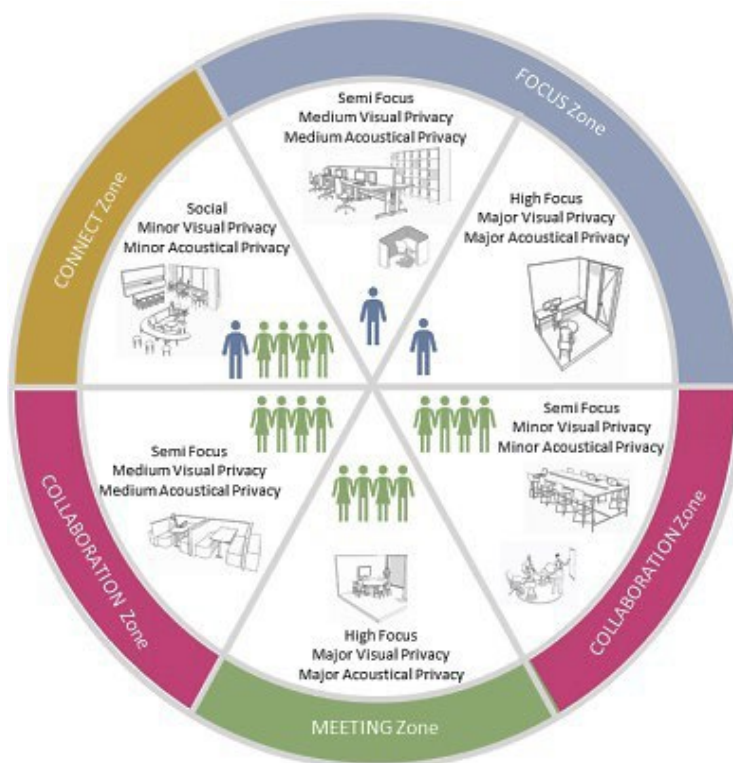 FOCUS Zone
Semi Focus
Medium Visual Privacy
Medium Acoustical Privacy
High Focus
Major Visual Privacy
Major Acoustical Privacy
CONNECT Zone
Social
Minor Visual Privacy
Minor Acoustical Privacy
Semi Focus
Minor Visual Privacy
Minor Acoustical Privacy
COLLABORATION Zone
Semi Focus
Medium Visual Privacy
Medium Acoustical Privacy
COLLABORATION Zone
High Focus
Major Visual Privacy
Major Acoustical Privacy
MEETING Zone